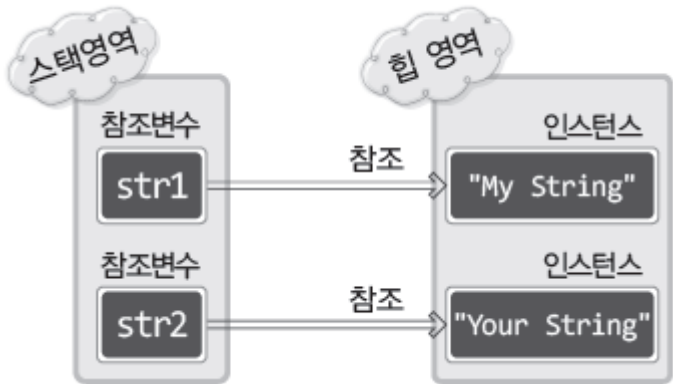 스택영역
힙 영역
참조변수
인스턴스
str1
참조
"My String"
참조변수
인스턴스
str2
참조
"Your String"